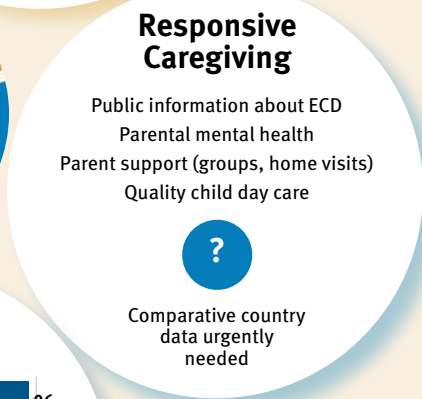 Responsive
Caregiving
Public information about ECD
Parental mental health
Parent support (groups, home visits)
Quality child day care
?
Comparative country
data urgently
needed